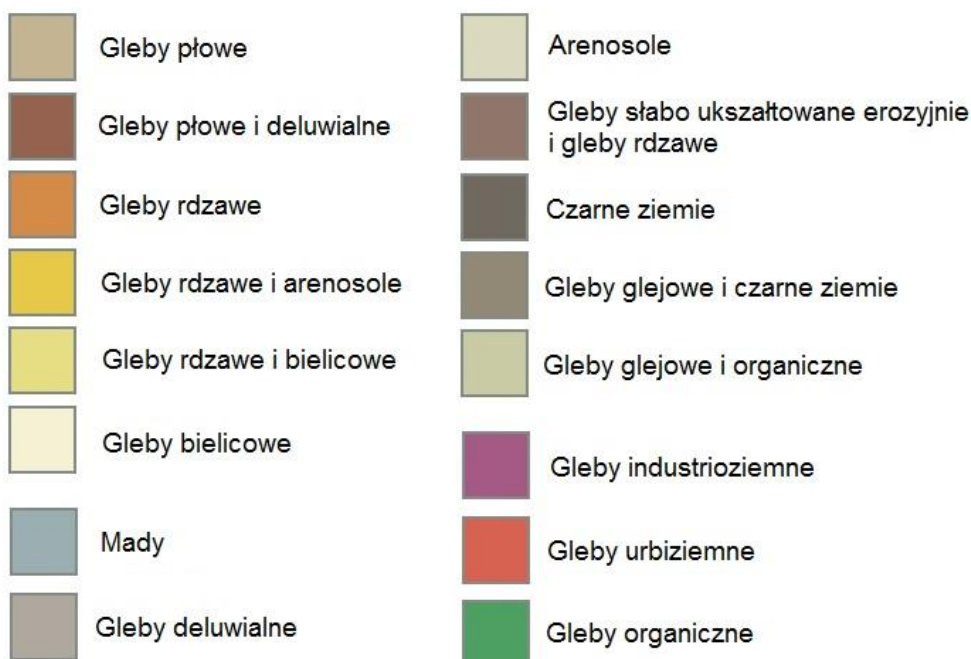 Gleby płowe
Gleby płowe i deluwialne
Gleby rdzawe
Gleby rdzawe i arenosole
Gleby rdzawe i bielicowe
Gleby bielicowe
Mady
Gleby deluwialne
Arenosole
Gleby słabo ukszałtowane erozyjnie
i gleby rdzawe
Czarne ziemie
Gleby glejowe i czarne ziemie
Gleby glejowe i organiczne
Gleby industrioziemne
Gleby urbiziemne
Gleby organiczne